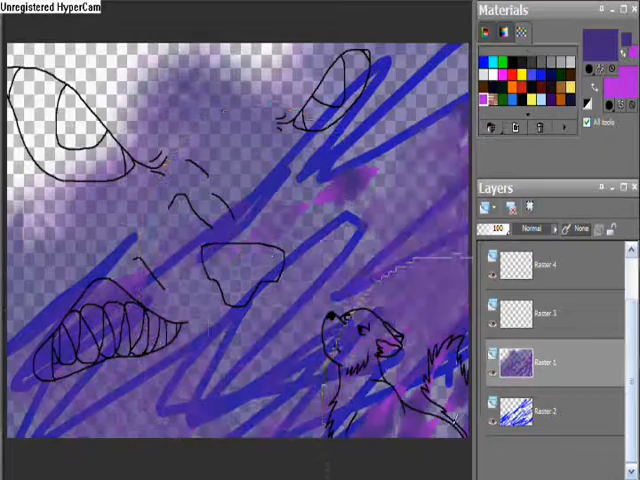 Unregistered HyperCam
Materials
All tools
Layers
100
Normal
None
Raster 4
Raster 3
Raster 1
Raster 2